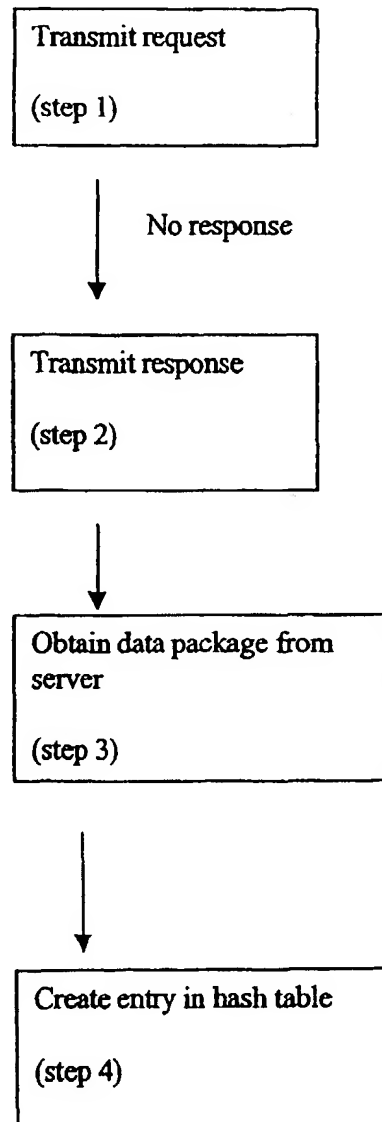 Transmit request
(step 1)
No response
Transmit response
(step 2)
Obtain data package from
server
(step 3)
Create entry in hash table
(step 4)